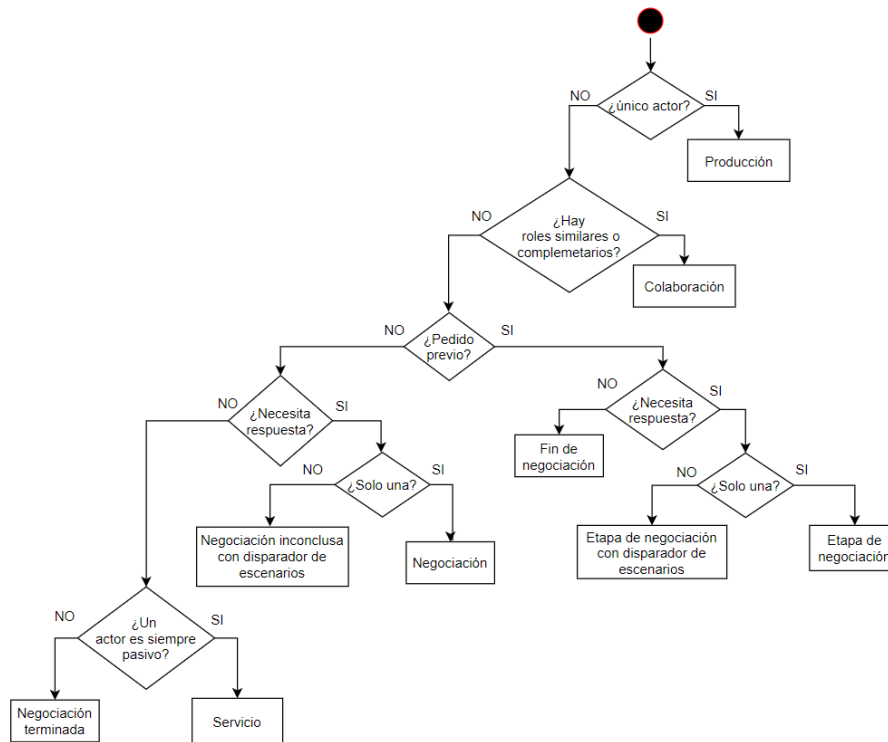 NO
SI
¿único actor?
Producción
NO
SI
¿Hay
roles similares o
complemetarios?
Colaboración
NO
SI
¿Pedido
previo?
NO
SI
¿Necesita
respuesta?
NO
SI
¿Necesita
respuesta?
Fin de
negociación
NO
SI
¿Solo una?
NO
SI
¿Solo una?
Negociación inconclusa
con disparador de
escenarios
Negociación
Etapa de negociación
con disparador de
escenarios
Etapa de
negociación
NO
SI
¿Un
actor es siempre
pasivo?
Negociación
terminada
Servicio